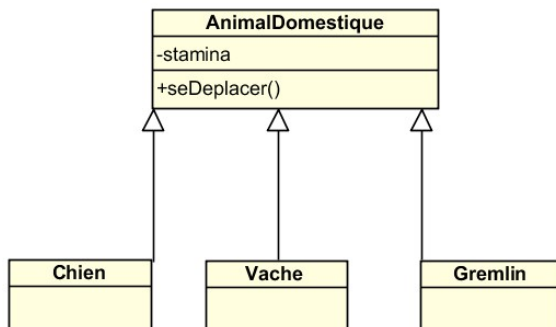 AnimalDomestique
-stamina
+seDeplacer()
Chien
Vache
Gremlin